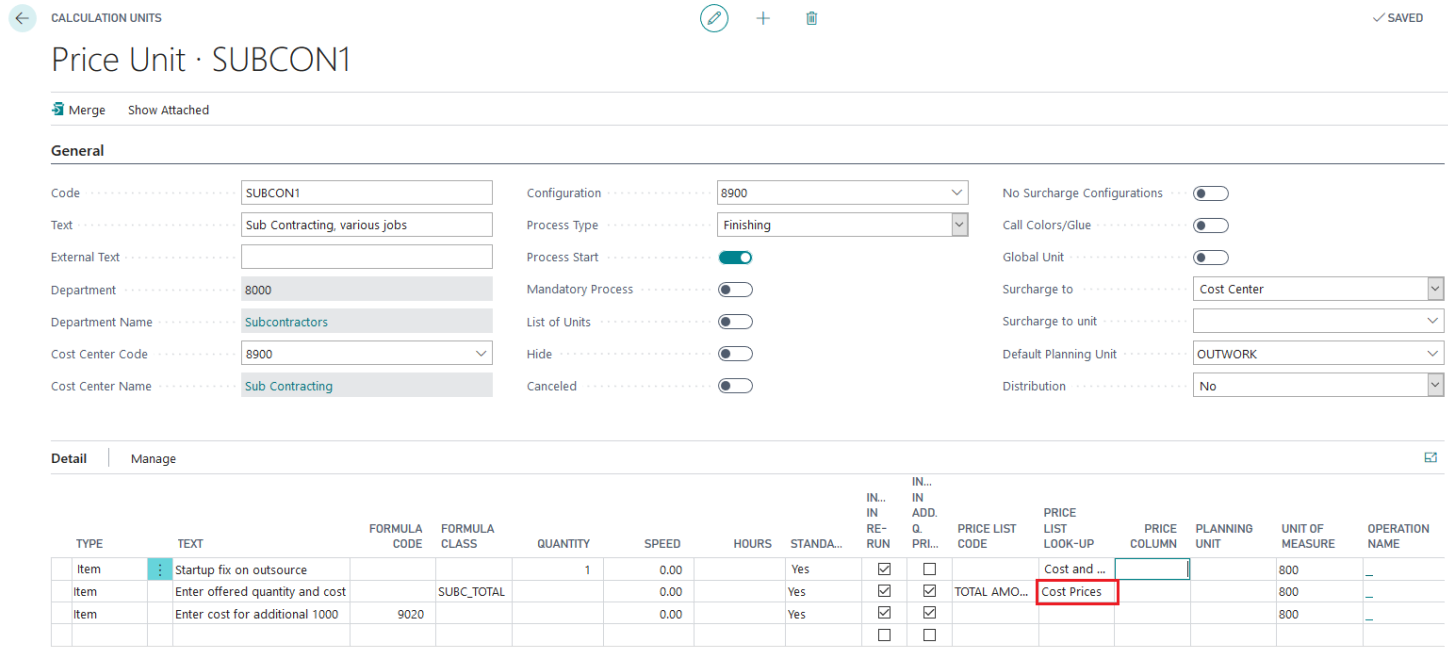 CALCULATION UNITS
SAVED
Price Unit · SUBCON1
Merge Show Attached
General
Code SUBCON1 Configuration 8900 No Surcharge Configurations
Text Sub Contracting, various jobs Process Type Finishing Call Colors/Glue
External Text Process Start Global Unit
Department 8000 Mandatory Process Surcharge to Cost Center
Department Name Subcontractors List of Units Surcharge to unit
Cost Center Code 8900 Hide Default Planning Unit OUTWORK
Cost Center Name Sub Contracting Canceled Distribution No
Detail Manage
IN...
IN... IN
IN ADD. PRICE
FORMULA FORMULA RE- Q. PRICE LIST LIST PRICE PLANNING UNIT OF OPERATION
TYPE TEXT CODE CLASS QUANTITY SPEED HOURS STANDA... RUN PRI... CODE LOOK-UP COLUMN UNIT MEASURE NAME
Item Startup fix on outsource 1 0.00 Yes Cost and ... 800 _
Item Enter offered quantity and cost SUBC_TOTAL 0.00 Yes TOTAL AMO... Cost Prices 800 _
Item Enter cost for additional 1000 9020 0.00 Yes 800 _